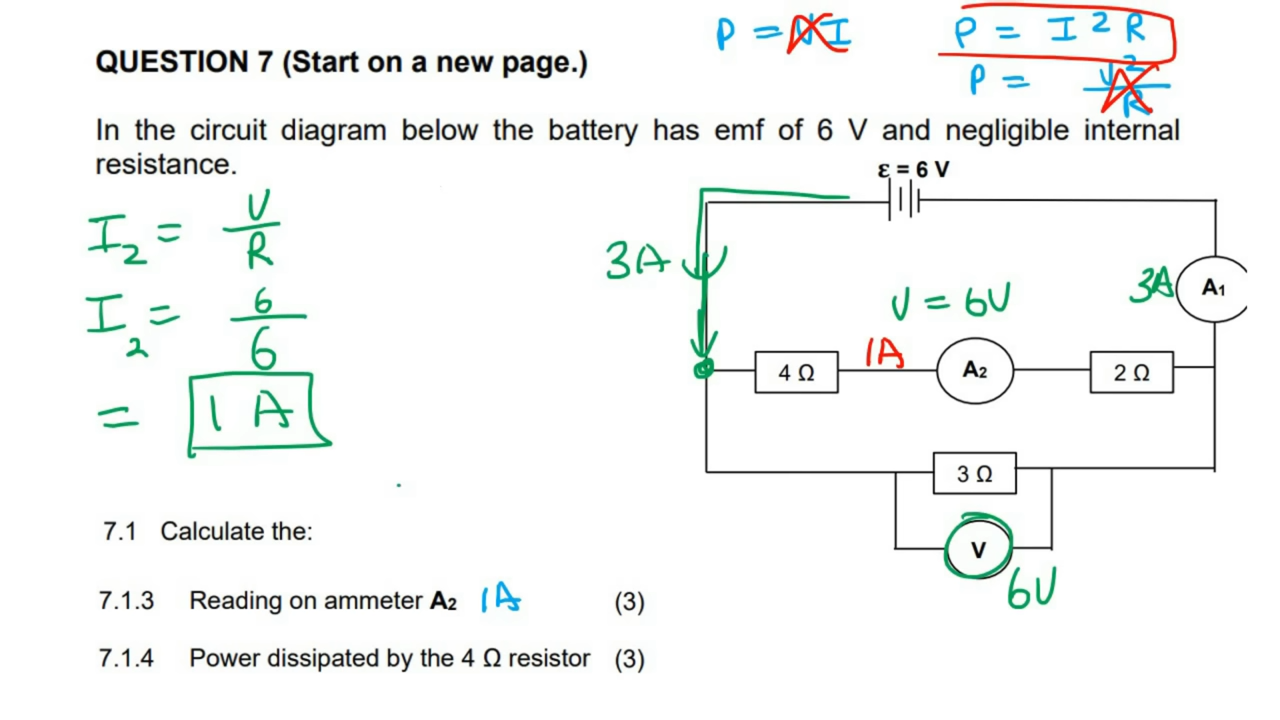 P = VI
P = I²R
P = V²/R
QUESTION 7 (Start on a new page.)
In the circuit diagram below the battery has emf of 6 V and negligible internal
resistance.
ε = 6 V
I₂ = V/R
3A
3A
A₁
V = 6V
I₂ = 6/6
1A
4 Ω
A₂
2 Ω
= 1 A
3 Ω
V
6V
7.1 Calculate the:
7.1.3 Reading on ammeter A₂ 1A (3)
7.1.4 Power dissipated by the 4 Ω resistor (3)